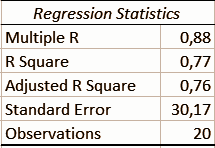 Regression Statistics
Multiple R 0,88
R Square 0,77
Adjusted R Square 0,76
Standard Error 30,17
Observations 20